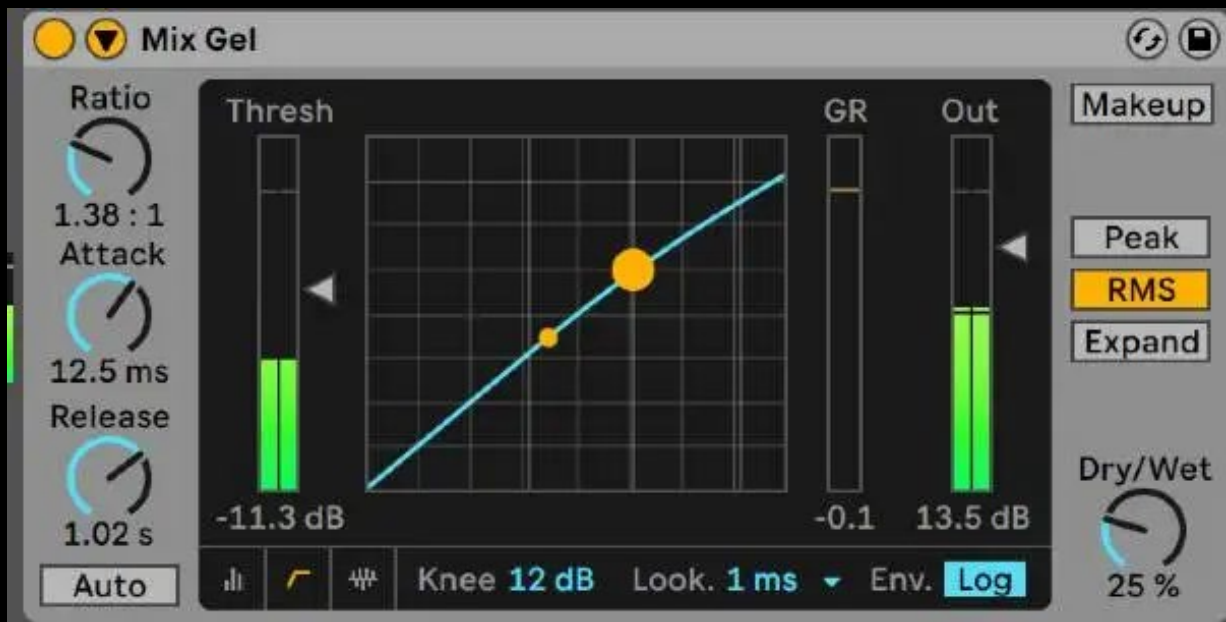 Mix Gel
Ratio
1.38 : 1
Attack
12.5 ms
Release
1.02 s
Auto
Thresh
-11.3 dB
GR
-0.1
Out
13.5 dB
Knee 12 dB Look. 1 ms Env. Log
Makeup
Peak
RMS
Expand
Dry/Wet
25 %